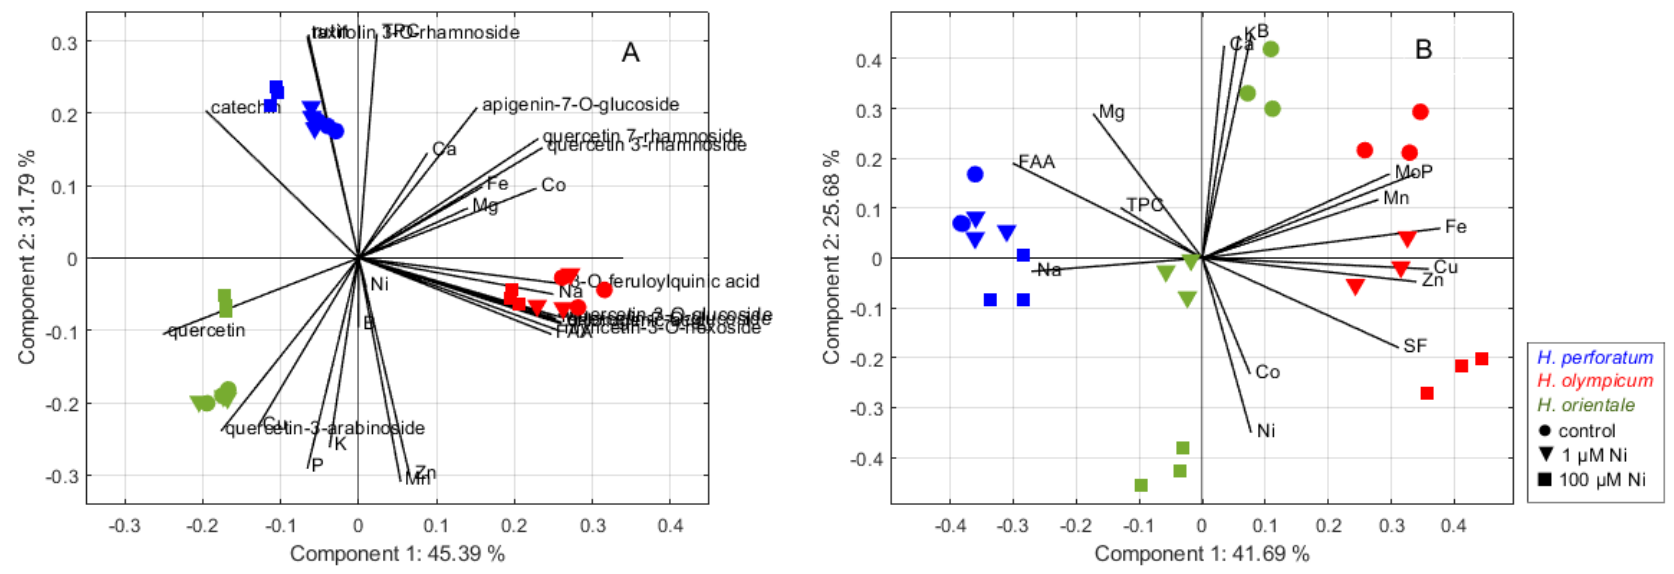 A
B
rutin
taxifolin 3-O-rhamnoside
TPC
catechin
apigenin-7-O-glucoside
quercetin 7-rhamnoside
quercetin 3-rhamnoside
Ca
Fe
Co
Mg
Ni
3-O-feruloylquinic acid
Na
quercetin-3-O-glucoside
myricetin-3-O-hexoside
FAA
B
quercetin
Cu
quercetin-3-arabinoside
K
P
Zn
Mn
0.3
0.2
0.1
0
-0.1
-0.2
-0.3
-0.3
-0.2
-0.1
0
0.1
0.2
0.3
0.4
Component 1: 45.39 %
Component 2: 31.79 %
KB
Ca
Mg
FAA
TPC
MoP
Mn
Fe
Na
Cu
Zn
SF
Co
Ni
0.4
0.3
0.2
0.1
0
-0.1
-0.2
-0.3
-0.4
-0.4
-0.3
-0.2
-0.1
0
0.1
0.2
0.3
0.4
Component 1: 41.69 %
Component 2: 25.68 %
H. perforatum
H. olympicum
H. orientale
control
1 µM Ni
100 µM Ni